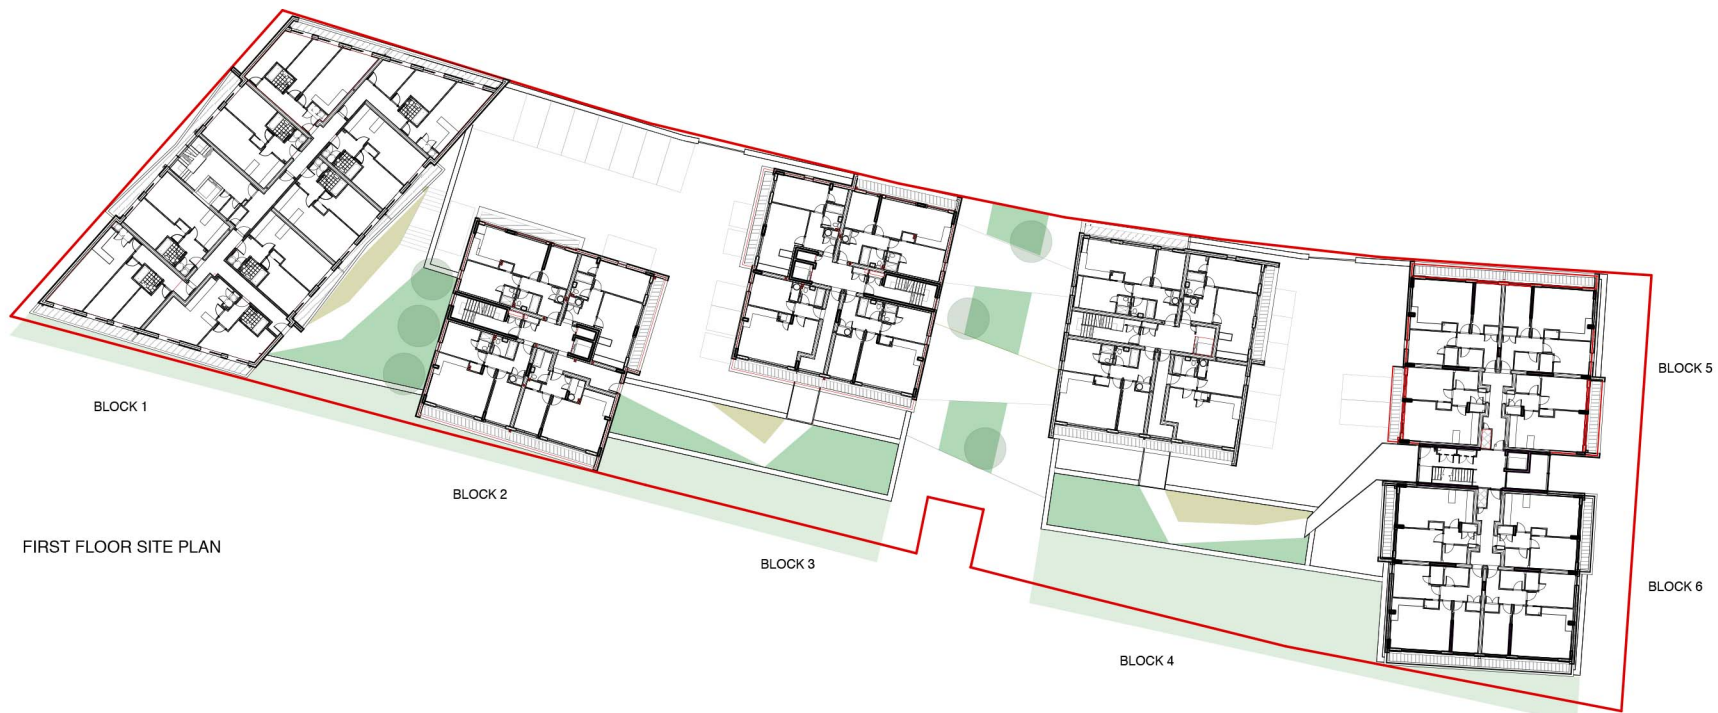 BLOCK 1
BLOCK 2
BLOCK 3
BLOCK 4
BLOCK 5
BLOCK 6
FIRST FLOOR SITE PLAN